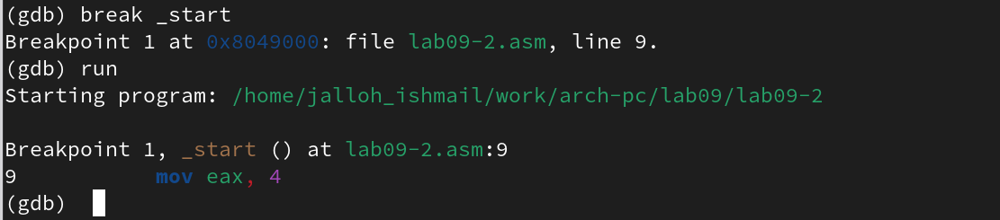 (gdb) break _start
Breakpoint 1 at 0x8049000: file lab09-2.asm, line 9.
(gdb) run
Starting program: /home/jalloh_ishmail/work/arch-pc/lab09/lab09-2
Breakpoint 1, _start () at lab09-2.asm:9
9           mov eax, 4
(gdb)